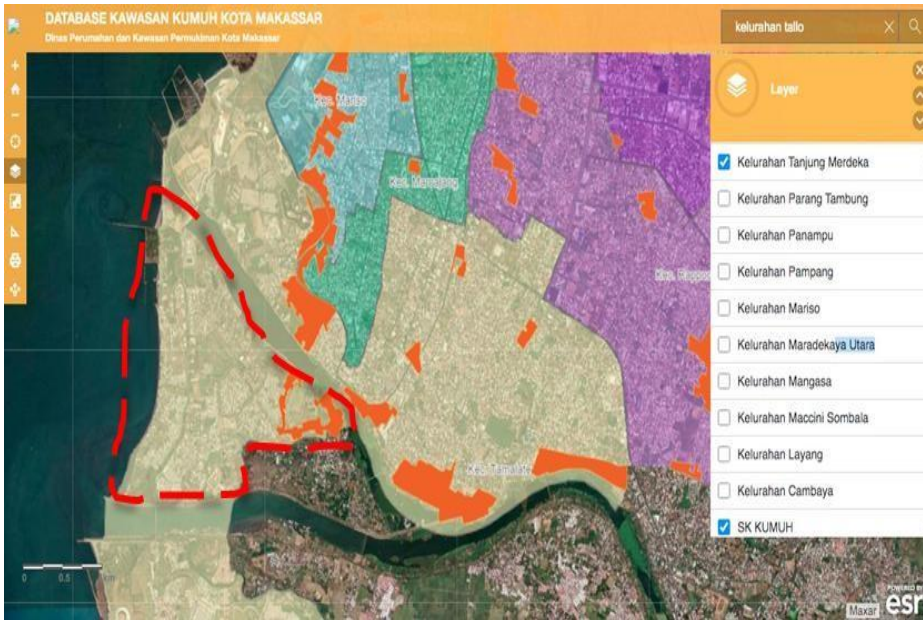 DATABASE KAWASAN KUMUH KOTA MAKASSAR
Dinas Perumahan dan Kawasan Permukiman Kota Makassar
kelurahan tallo
Layer
Kelurahan Tanjung Merdeka
Kelurahan Parang Tambung
Kelurahan Panampu
Kelurahan Pampang
Kelurahan Mariso
Kelurahan Maradekaya Utara
Kelurahan Mangasa
Kelurahan Maccini Sombala
Kelurahan Layang
Kelurahan Cambaya
SK KUMUH
Kec. Mariso
Kec. Mamajang
Kec. Tamalate
0 0.5
Maxar
POWERED BY
esri